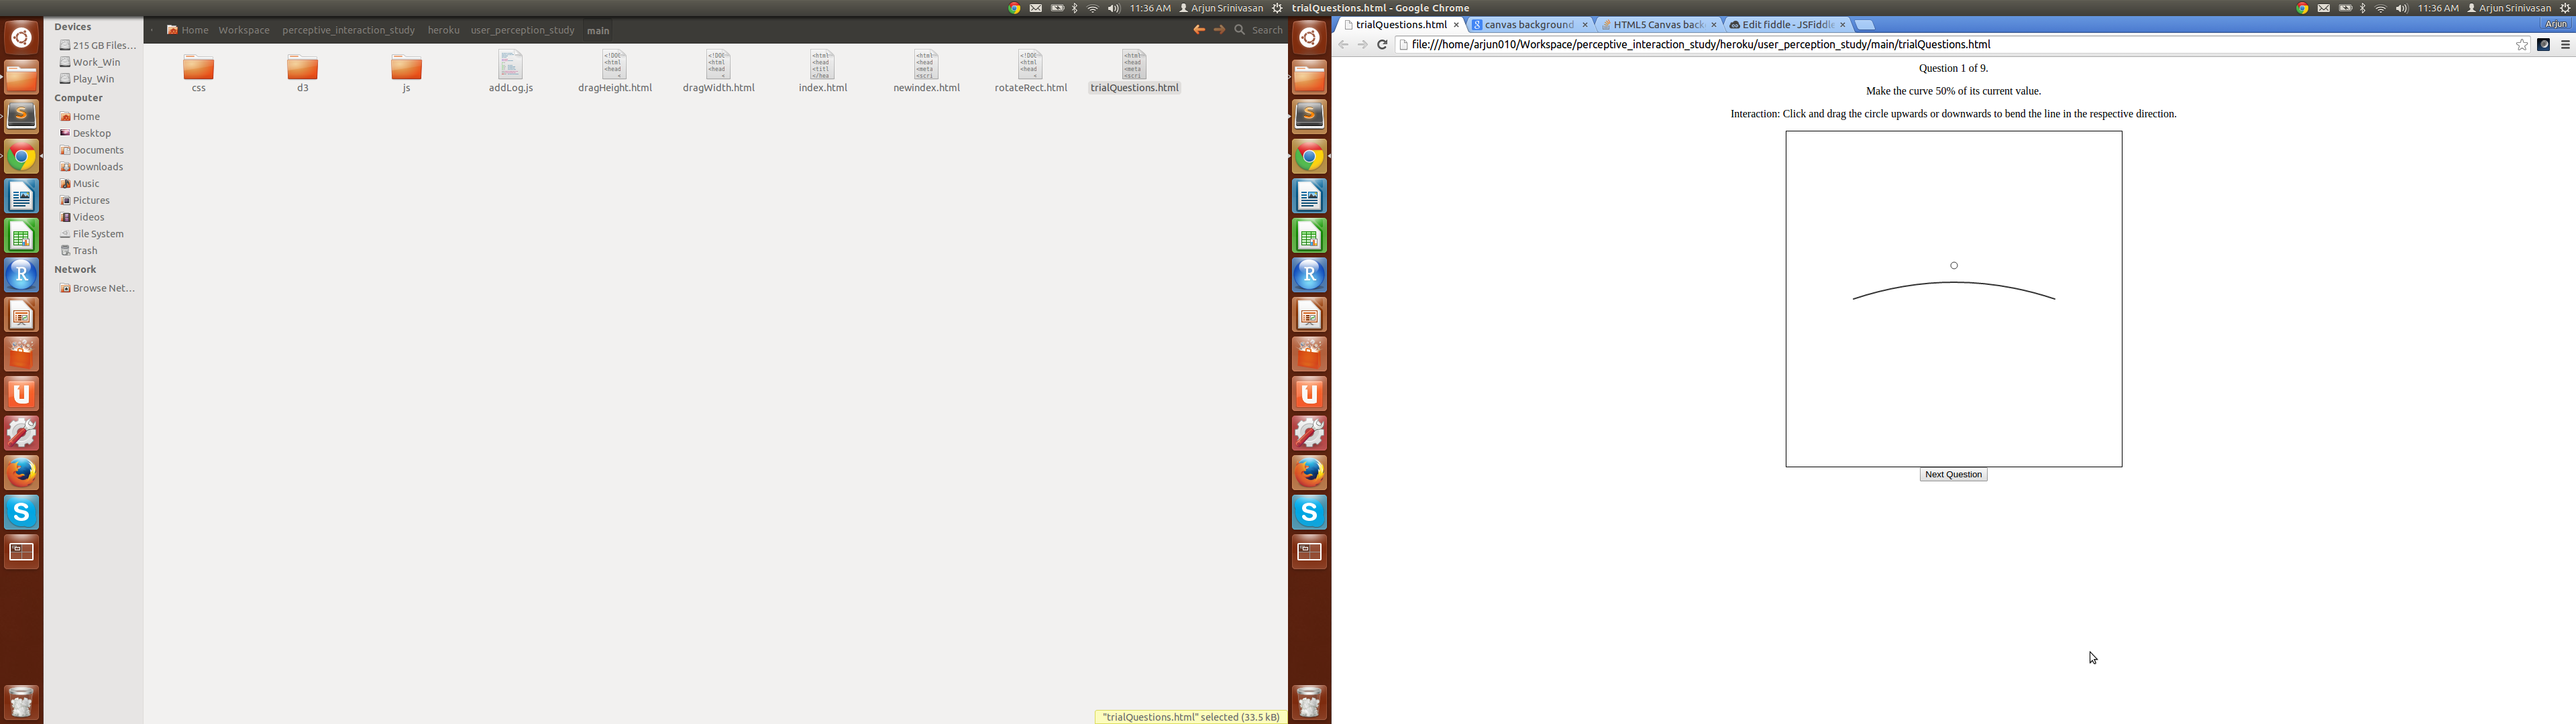 11:36 AM Arjun Srinivasan
trialQuestions.html - Google Chrome
11:36 AM Arjun Srinivasan
Devices
215 GB Files...
Work_Win
Play_Win
Computer
Home
Desktop
Documents
Downloads
Music
Pictures
Videos
File System
Trash
Network
Browse Net...
Home Workspace perceptive_interaction_study heroku user_perception_study main
Search
css d3 js addLog.js dragHeight.html dragWidth.html index.html newindex.html rotateRect.html trialQuestions.html
"trialQuestions.html" selected (33.5 kB)
trialQuestions.html canvas background HTML5 Canvas back Edit fiddle - JSFiddle Arjun
file:///home/arjun010/Workspace/perceptive_interaction_study/heroku/user_perception_study/main/trialQuestions.html
Question 1 of 9.
Make the curve 50% of its current value.
Interaction: Click and drag the circle upwards or downwards to bend the line in the respective direction.
Next Question